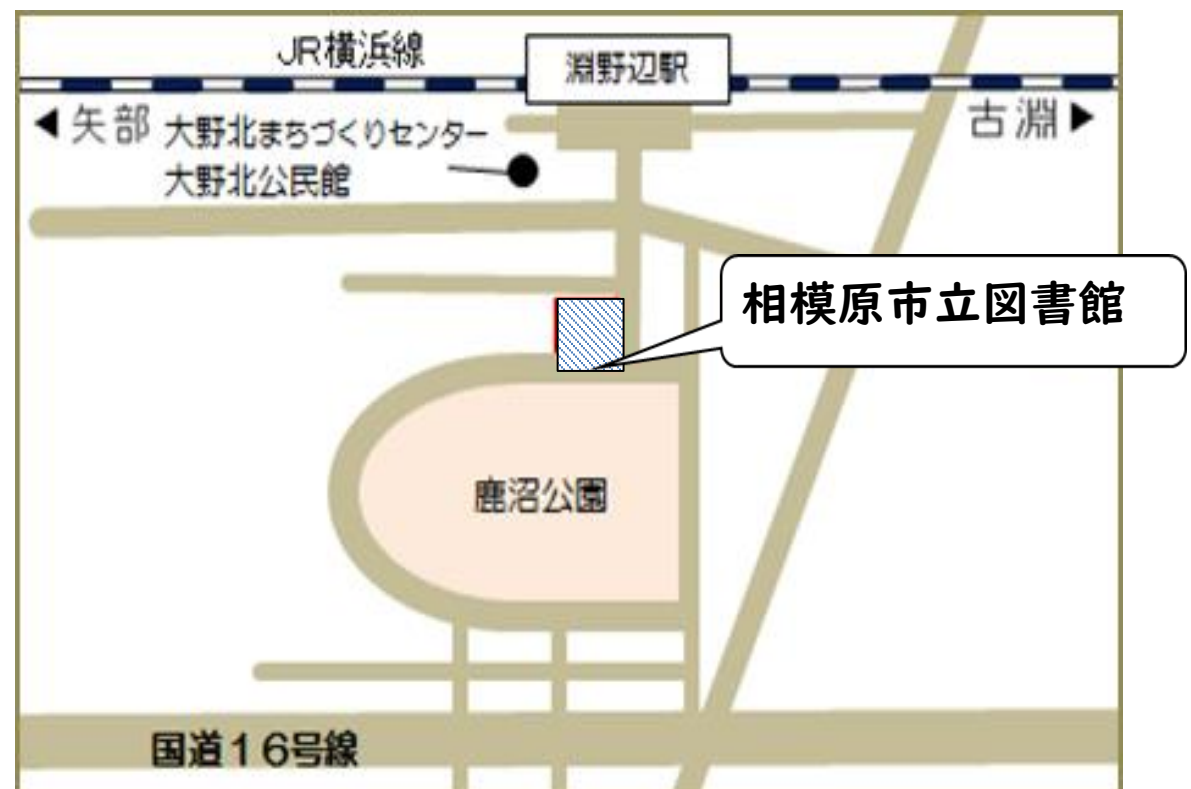 JR横浜線
淵野辺駅
◀矢部
古淵▶
大野北まちづくりセンター
大野北公民館
相模原市立図書館
鹿沼公園
国道16号線